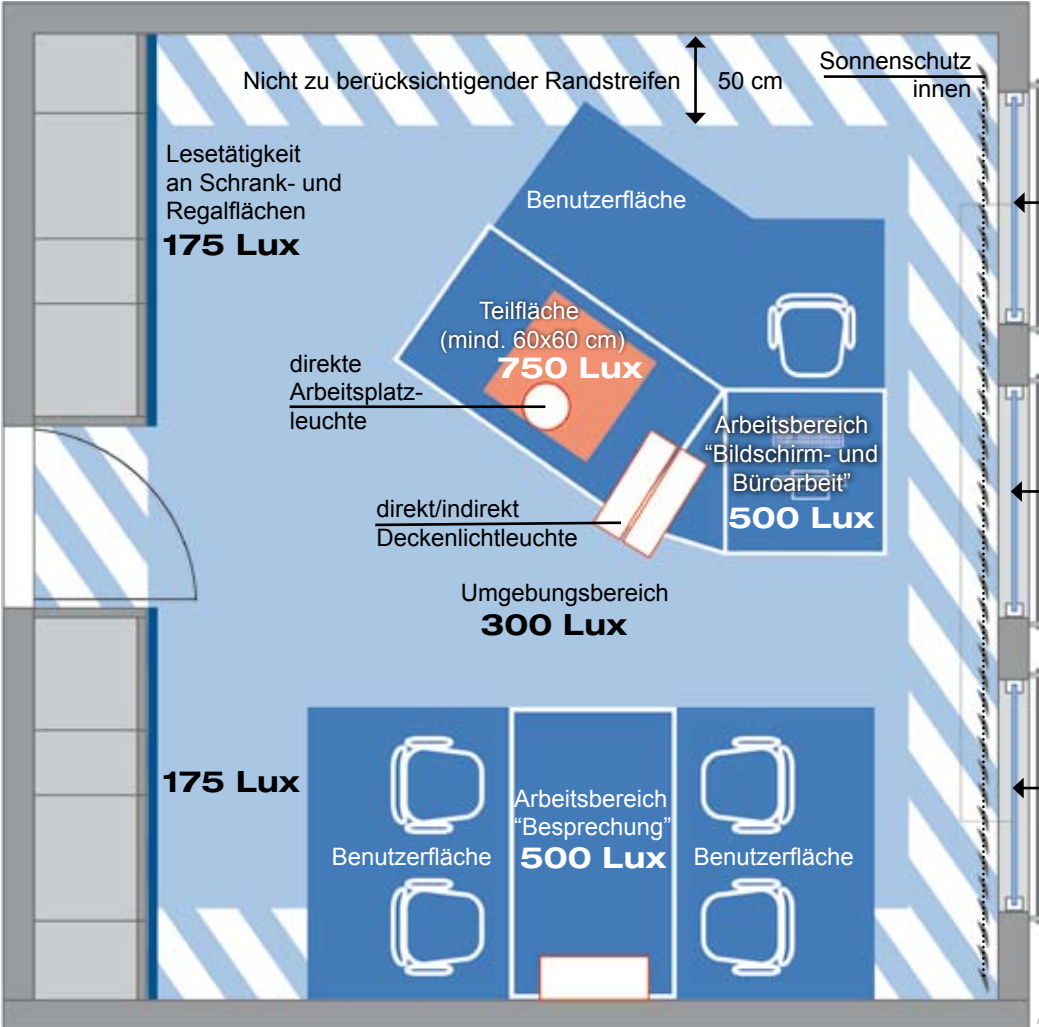 Nicht zu berücksichtigender Randstreifen
50 cm
Sonnenschutz
innen
Lesetätigkeit
an Schrank- und
Regalflächen
175 Lux
Benutzerfläche
Teilfläche
(mind. 60x60 cm)
750 Lux
direkte
Arbeitsplatz-
leuchte
Arbeitsbereich
“Bildschirm- und
Büroarbeit”
500 Lux
direkt/indirekt
Deckenlichtleuchte
Umgebungsbereich
300 Lux
175 Lux
Arbeitsbereich
“Besprechung”
500 Lux
Benutzerfläche
Benutzerfläche